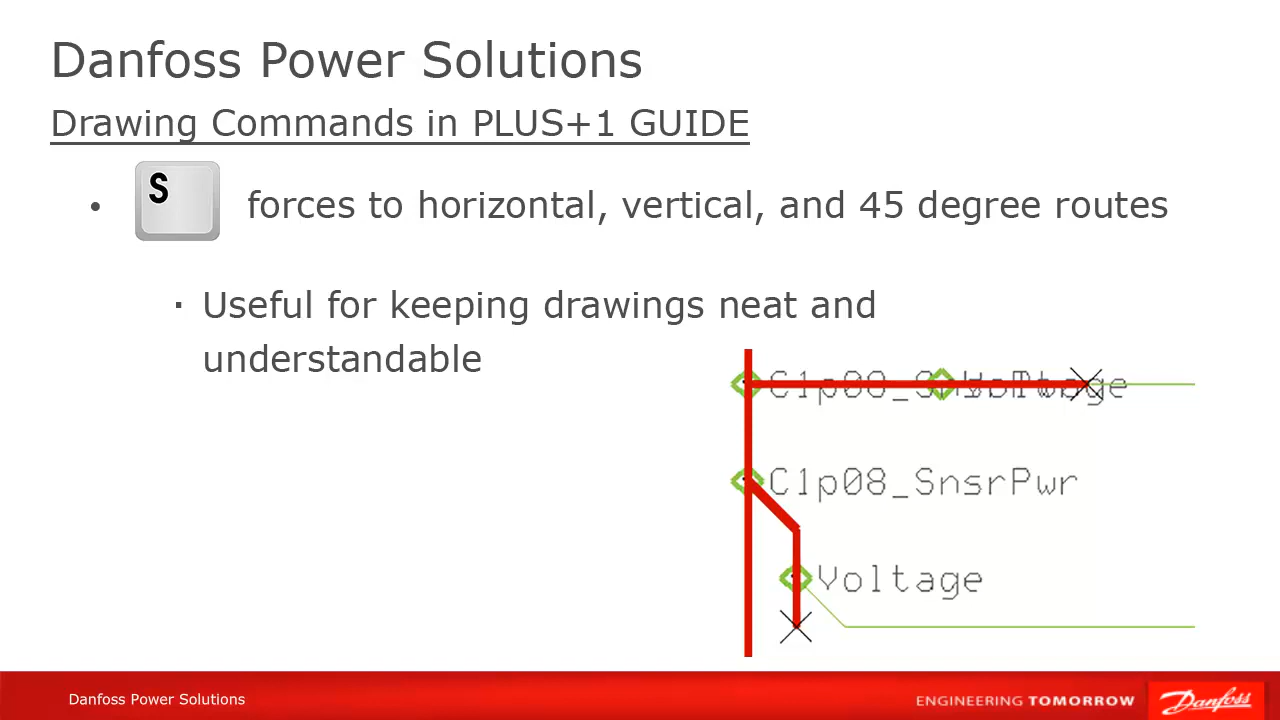 Danfoss Power Solutions
Drawing Commands in PLUS+1 GUIDE
• S forces to horizontal, vertical, and 45 degree routes
▪ Useful for keeping drawings neat and
understandable
Voltage
C1p08_SnsrPwr
Voltage
Danfoss Power Solutions
ENGINEERING TOMORROW
Danfoss